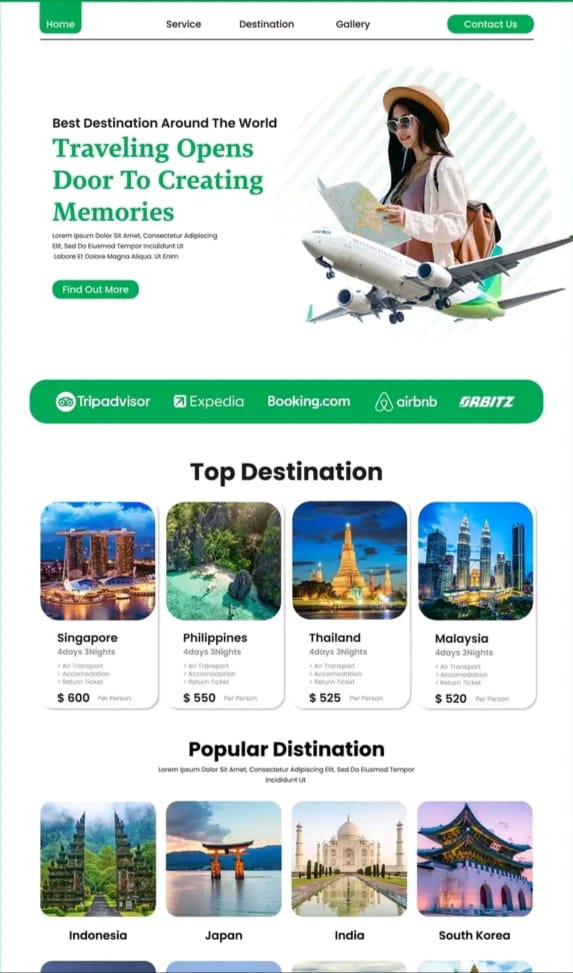 Home Service Destination Gallery Contact Us
Best Destination Around The World
Traveling Opens
Door To Creating
Memories
Lorem Ipsum Dolor Sit Amet, Consectetur Adipiscing
Elit, Sed Do Eiusmod Tempor Incididunt Ut
Labore Et Dolore Magna Aliqua. Ut Enim
Find Out More
Tripadvisor Expedia Booking.com airbnb ORBITZ
Top Destination
Singapore
4days 3Nights
› Air Transport
› Accomodation
› Return Ticket
$ 600 Per Person
Philippines
4days 3Nights
› Air Transport
› Accomodation
› Return Ticket
$ 550 Per Person
Thailand
4days 3Nights
› Air Transport
› Accomodation
› Return Ticket
$ 525 Per Person
Malaysia
4days 3Nights
› Air Transport
› Accomodation
› Return Ticket
$ 520 Per Person
Popular Distination
Lorem Ipsum Dolor Sit Amet, Consectetur Adipiscing Elit, Sed Do Eiusmod Tempor
Incididunt Ut
Indonesia Japan India South Korea